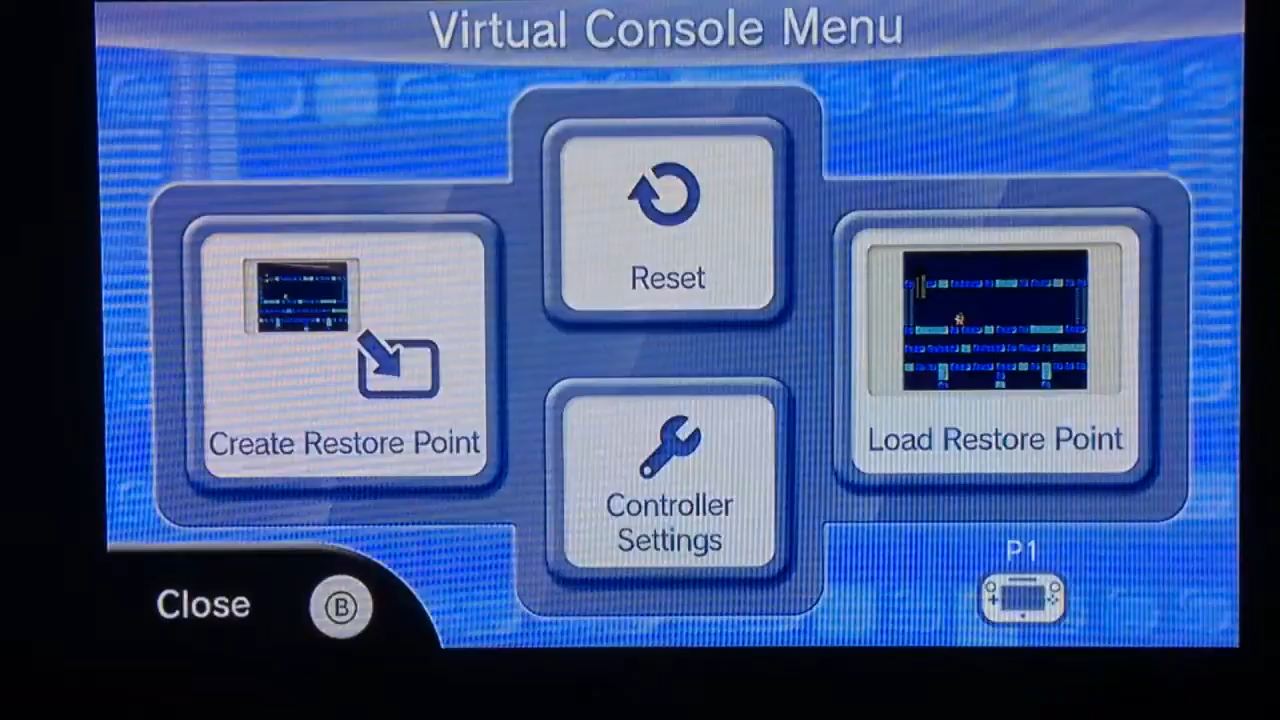 Virtual Console Menu
Reset
Create Restore Point
Load Restore Point
Controller
Settings
P1
Close
B